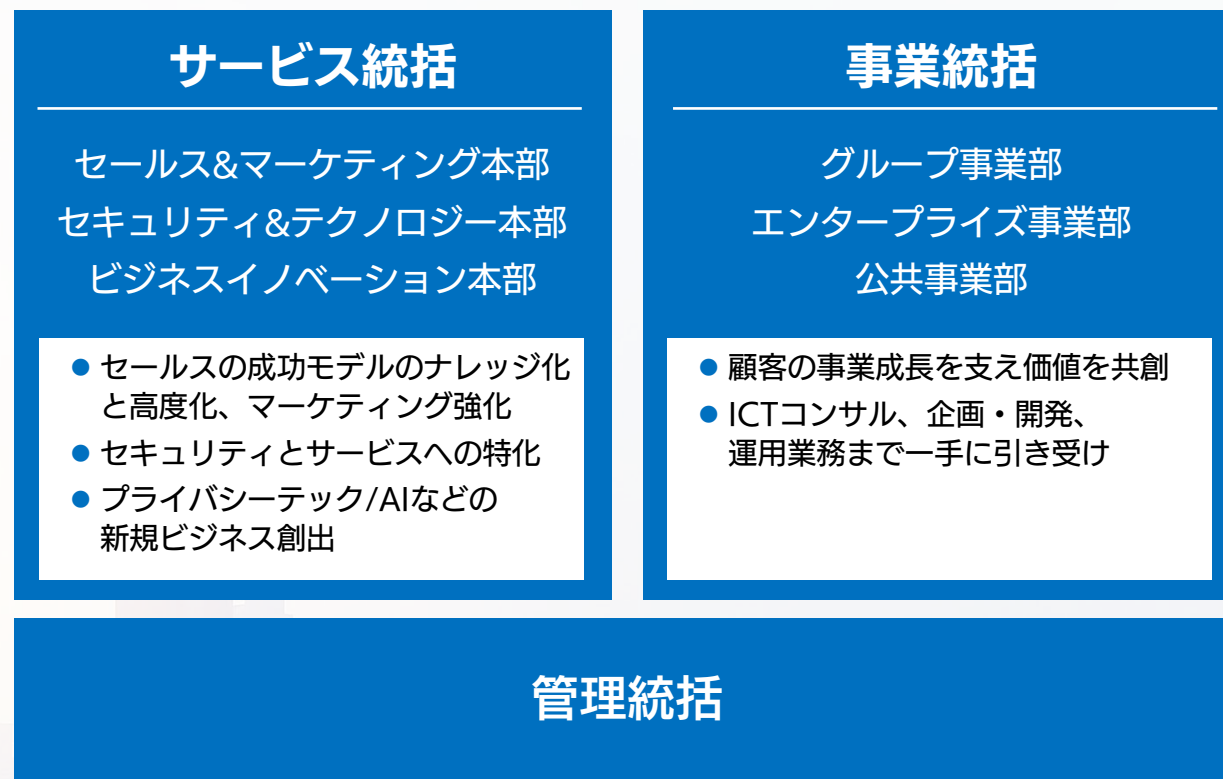 サービス統括
セールス&マーケティング本部
セキュリティ&テクノロジー本部
ビジネスイノベーション本部
● セールスの成功モデルのナレッジ化
と高度化、マーケティング強化
● セキュリティとサービスへの特化
● プライバシーテック/AIなどの
新規ビジネス創出
事業統括
グループ事業部
エンタープライズ事業部
公共事業部
● 顧客の事業成長を支え価値を共創
● ICTコンサル、企画・開発、
運用業務まで一手に引き受け
管理統括